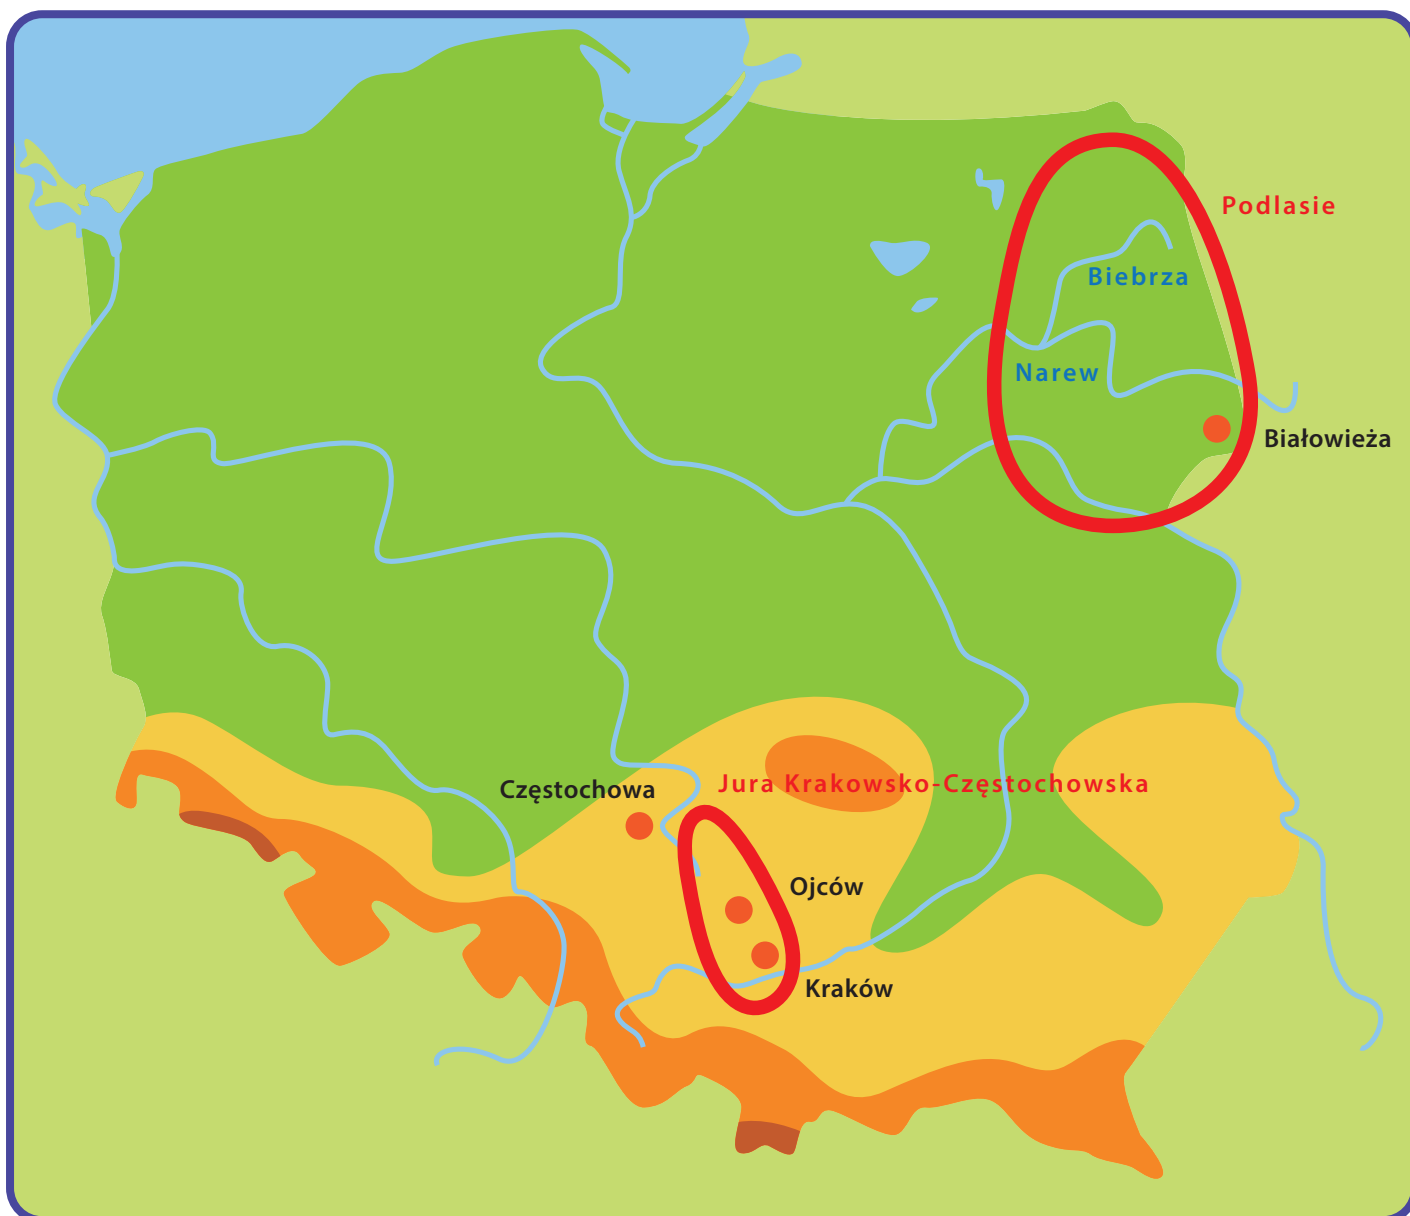 Podlasie
Biebrza
Narew
Białowieża
Jura Krakowsko-Częstochowska
Częstochowa
Ojców
Kraków